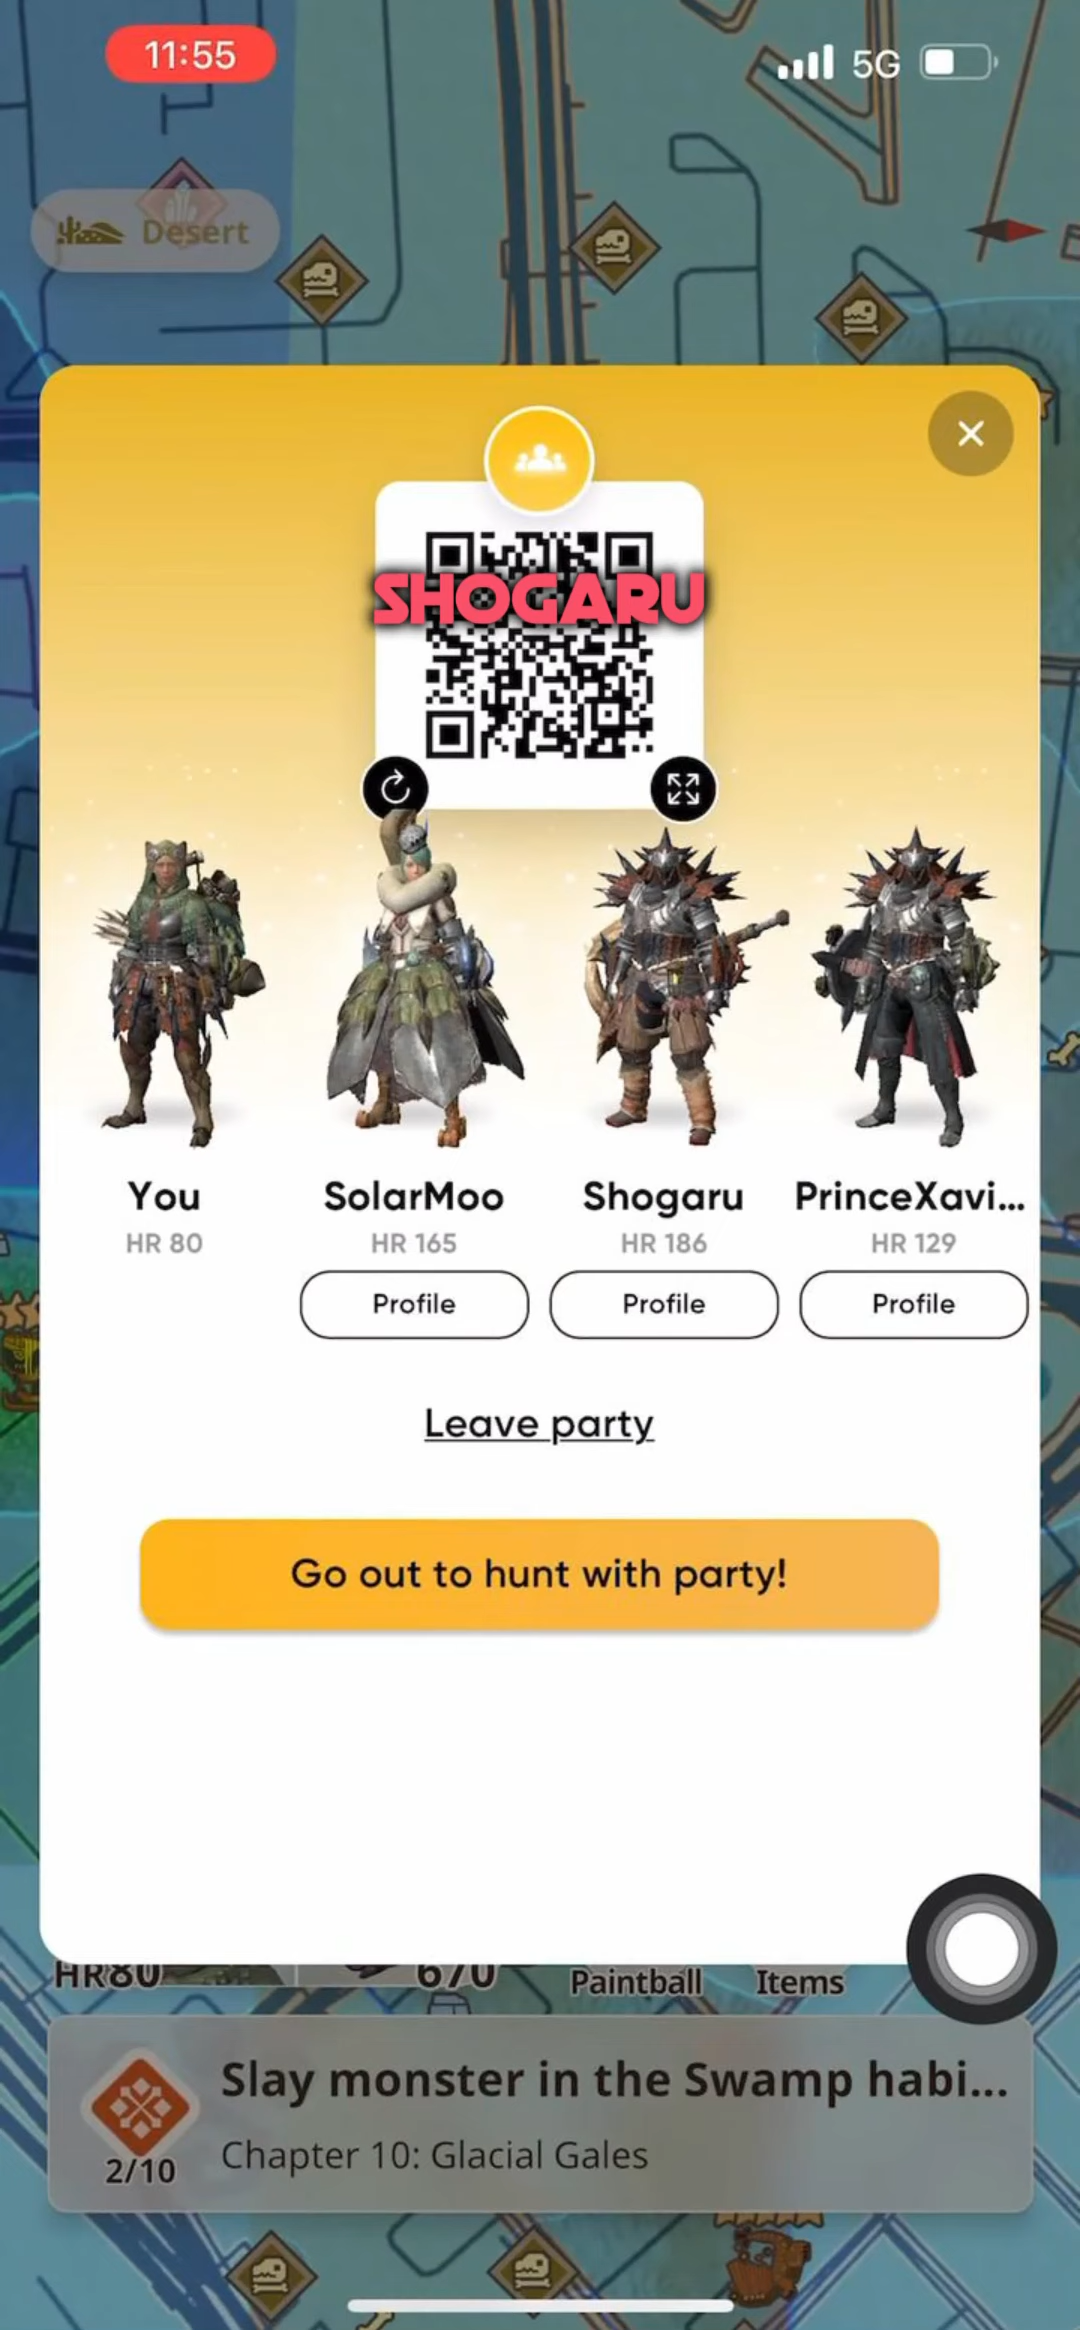 11:55
5G
Desert
SHOGARU
You
SolarMoo
Shogaru
PrinceXavi...
HR 80
HR 165
HR 186
HR 129
Profile
Profile
Profile
Leave party
Go out to hunt with party!
HR80
670
Paintball
Items
Slay monster in the Swamp habi...
Chapter 10: Glacial Gales
2/10